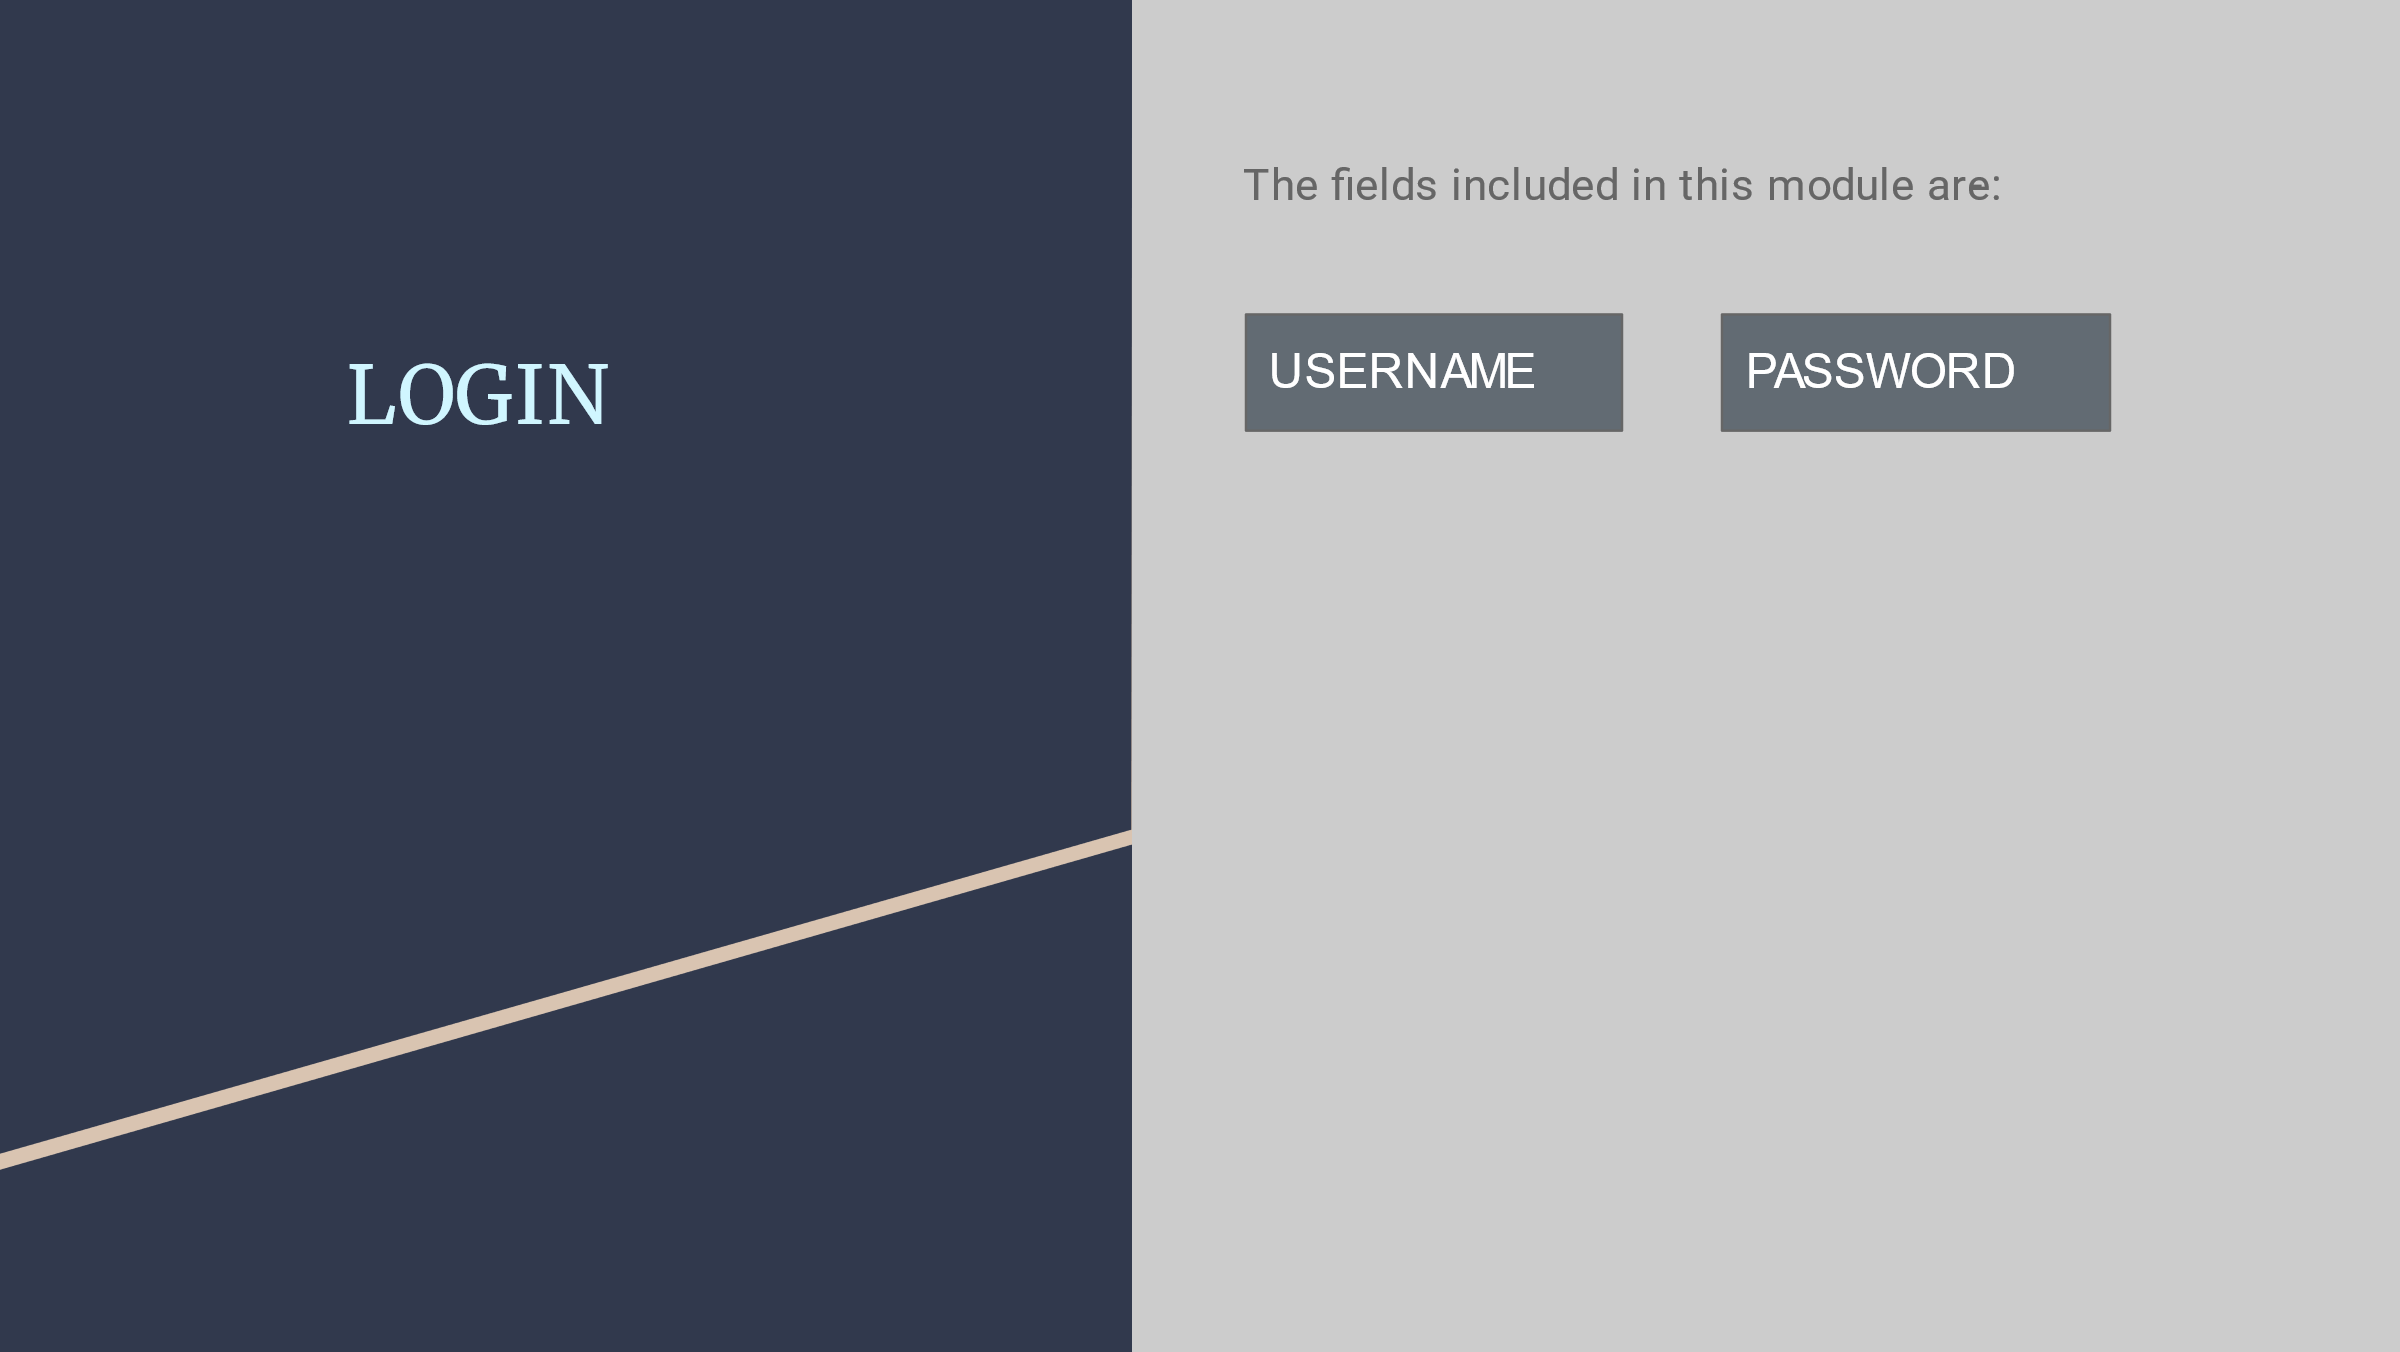 LOGIN
The fields included in this module are:
USERNAME
PASSWORD